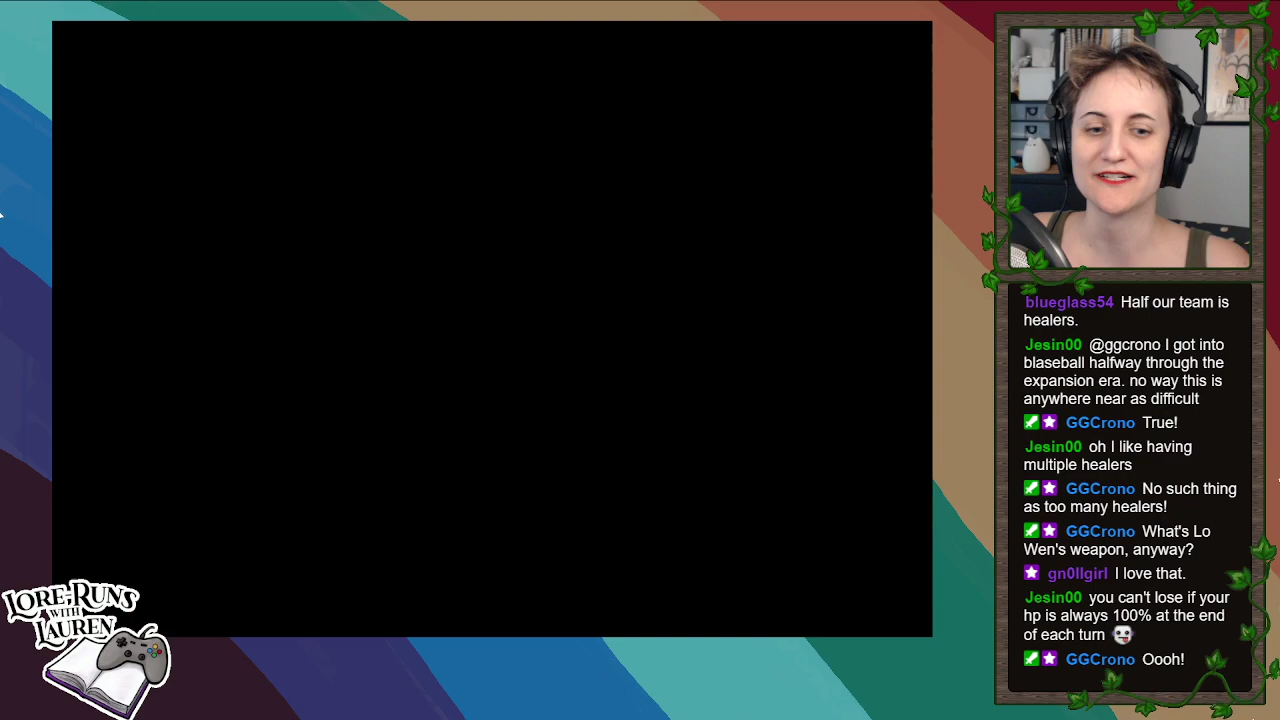 blueglass54 Half our team is
healers.
Jesin00 @ggcrono I got into
blaseball halfway through the
expansion era. no way this is
anywhere near as difficult
GGCrono True!
Jesin00 oh I like having
multiple healers
GGCrono No such thing
as too many healers!
GGCrono What's Lo
Wen's weapon, anyway?
gn0llgirl I love that.
Jesin00 you can't lose if your
hp is always 100% at the end
of each turn
GGCrono Oooh!
LORE-RUNS
WITH
LAUREN